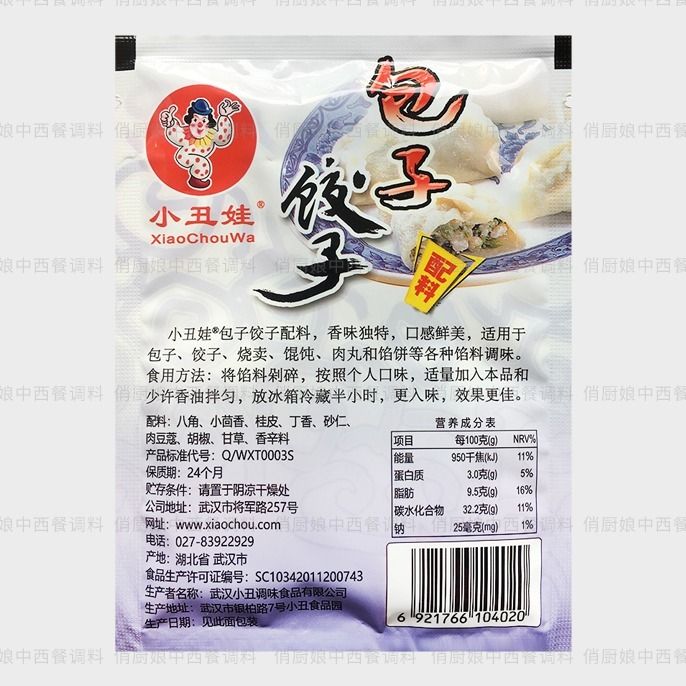 小丑娃®
XiaoChouWa
包子
饺子
配料
小丑娃®包子饺子配料，香味独特，口感鲜美，适用于
包子、饺子、烧卖、馄饨、肉丸和馅饼等各种馅料调味。
食用方法：将馅料剁碎，按照个人口味，适量加入本品和
少许香油拌匀，放冰箱冷藏半小时，更入味，效果更佳。
配料：八角、小茴香、桂皮、丁香、砂仁、
肉豆蔻、胡椒、甘草、香辛料
产品标准代号：Q/WXT0003S
保质期：24个月
贮存条件：请置于阴凉干燥处
公司地址：武汉市将军路257号
网址：www.xiaochou.com
电话：027-83922929
产地：湖北省 武汉市
食品生产许可证编号：SC10342011200743
生产者名称：武汉小丑调味食品有限公司
生产地址：武汉市银柏路7号小丑食品园
生产日期：见此面包装
营养成分表
项目 每100克(g) NRV%
能量 950千焦(kJ) 11%
蛋白质 3.0克(g) 5%
脂肪 9.5克(g) 16%
碳水化合物 32.2克(g) 11%
钠 25毫克(mg) 1%
6 921766 104020
俏厨娘中西餐调料